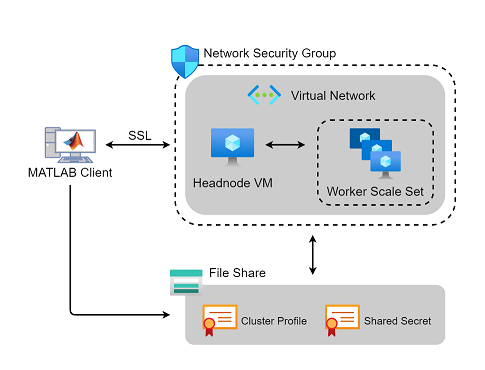 Network Security Group
Virtual Network
SSL
MATLAB Client
Headnode VM
Worker Scale Set
File Share
Cluster Profile
Shared Secret